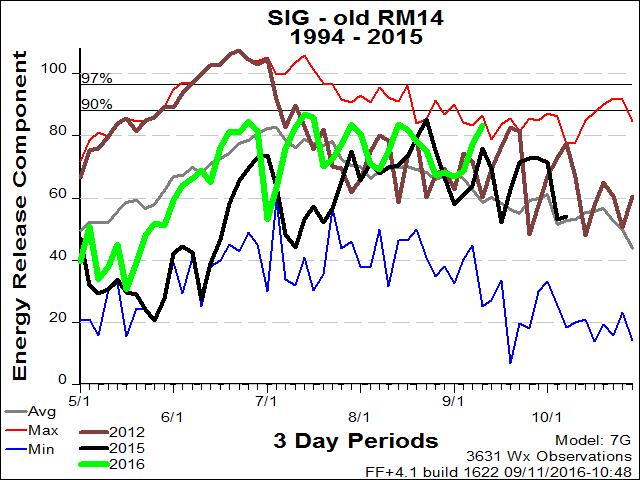 SIG - old RM14
1994 - 2015
Energy Release Component
100
97%
90%
80
60
40
20
0
5/1
6/1
7/1
8/1
9/1
10/1
Avg
Max
Min
2012
2015
2016
3 Day Periods
Model: 7G
3631 Wx Observations
FF+4.1 build 1622 09/11/2016-10:48